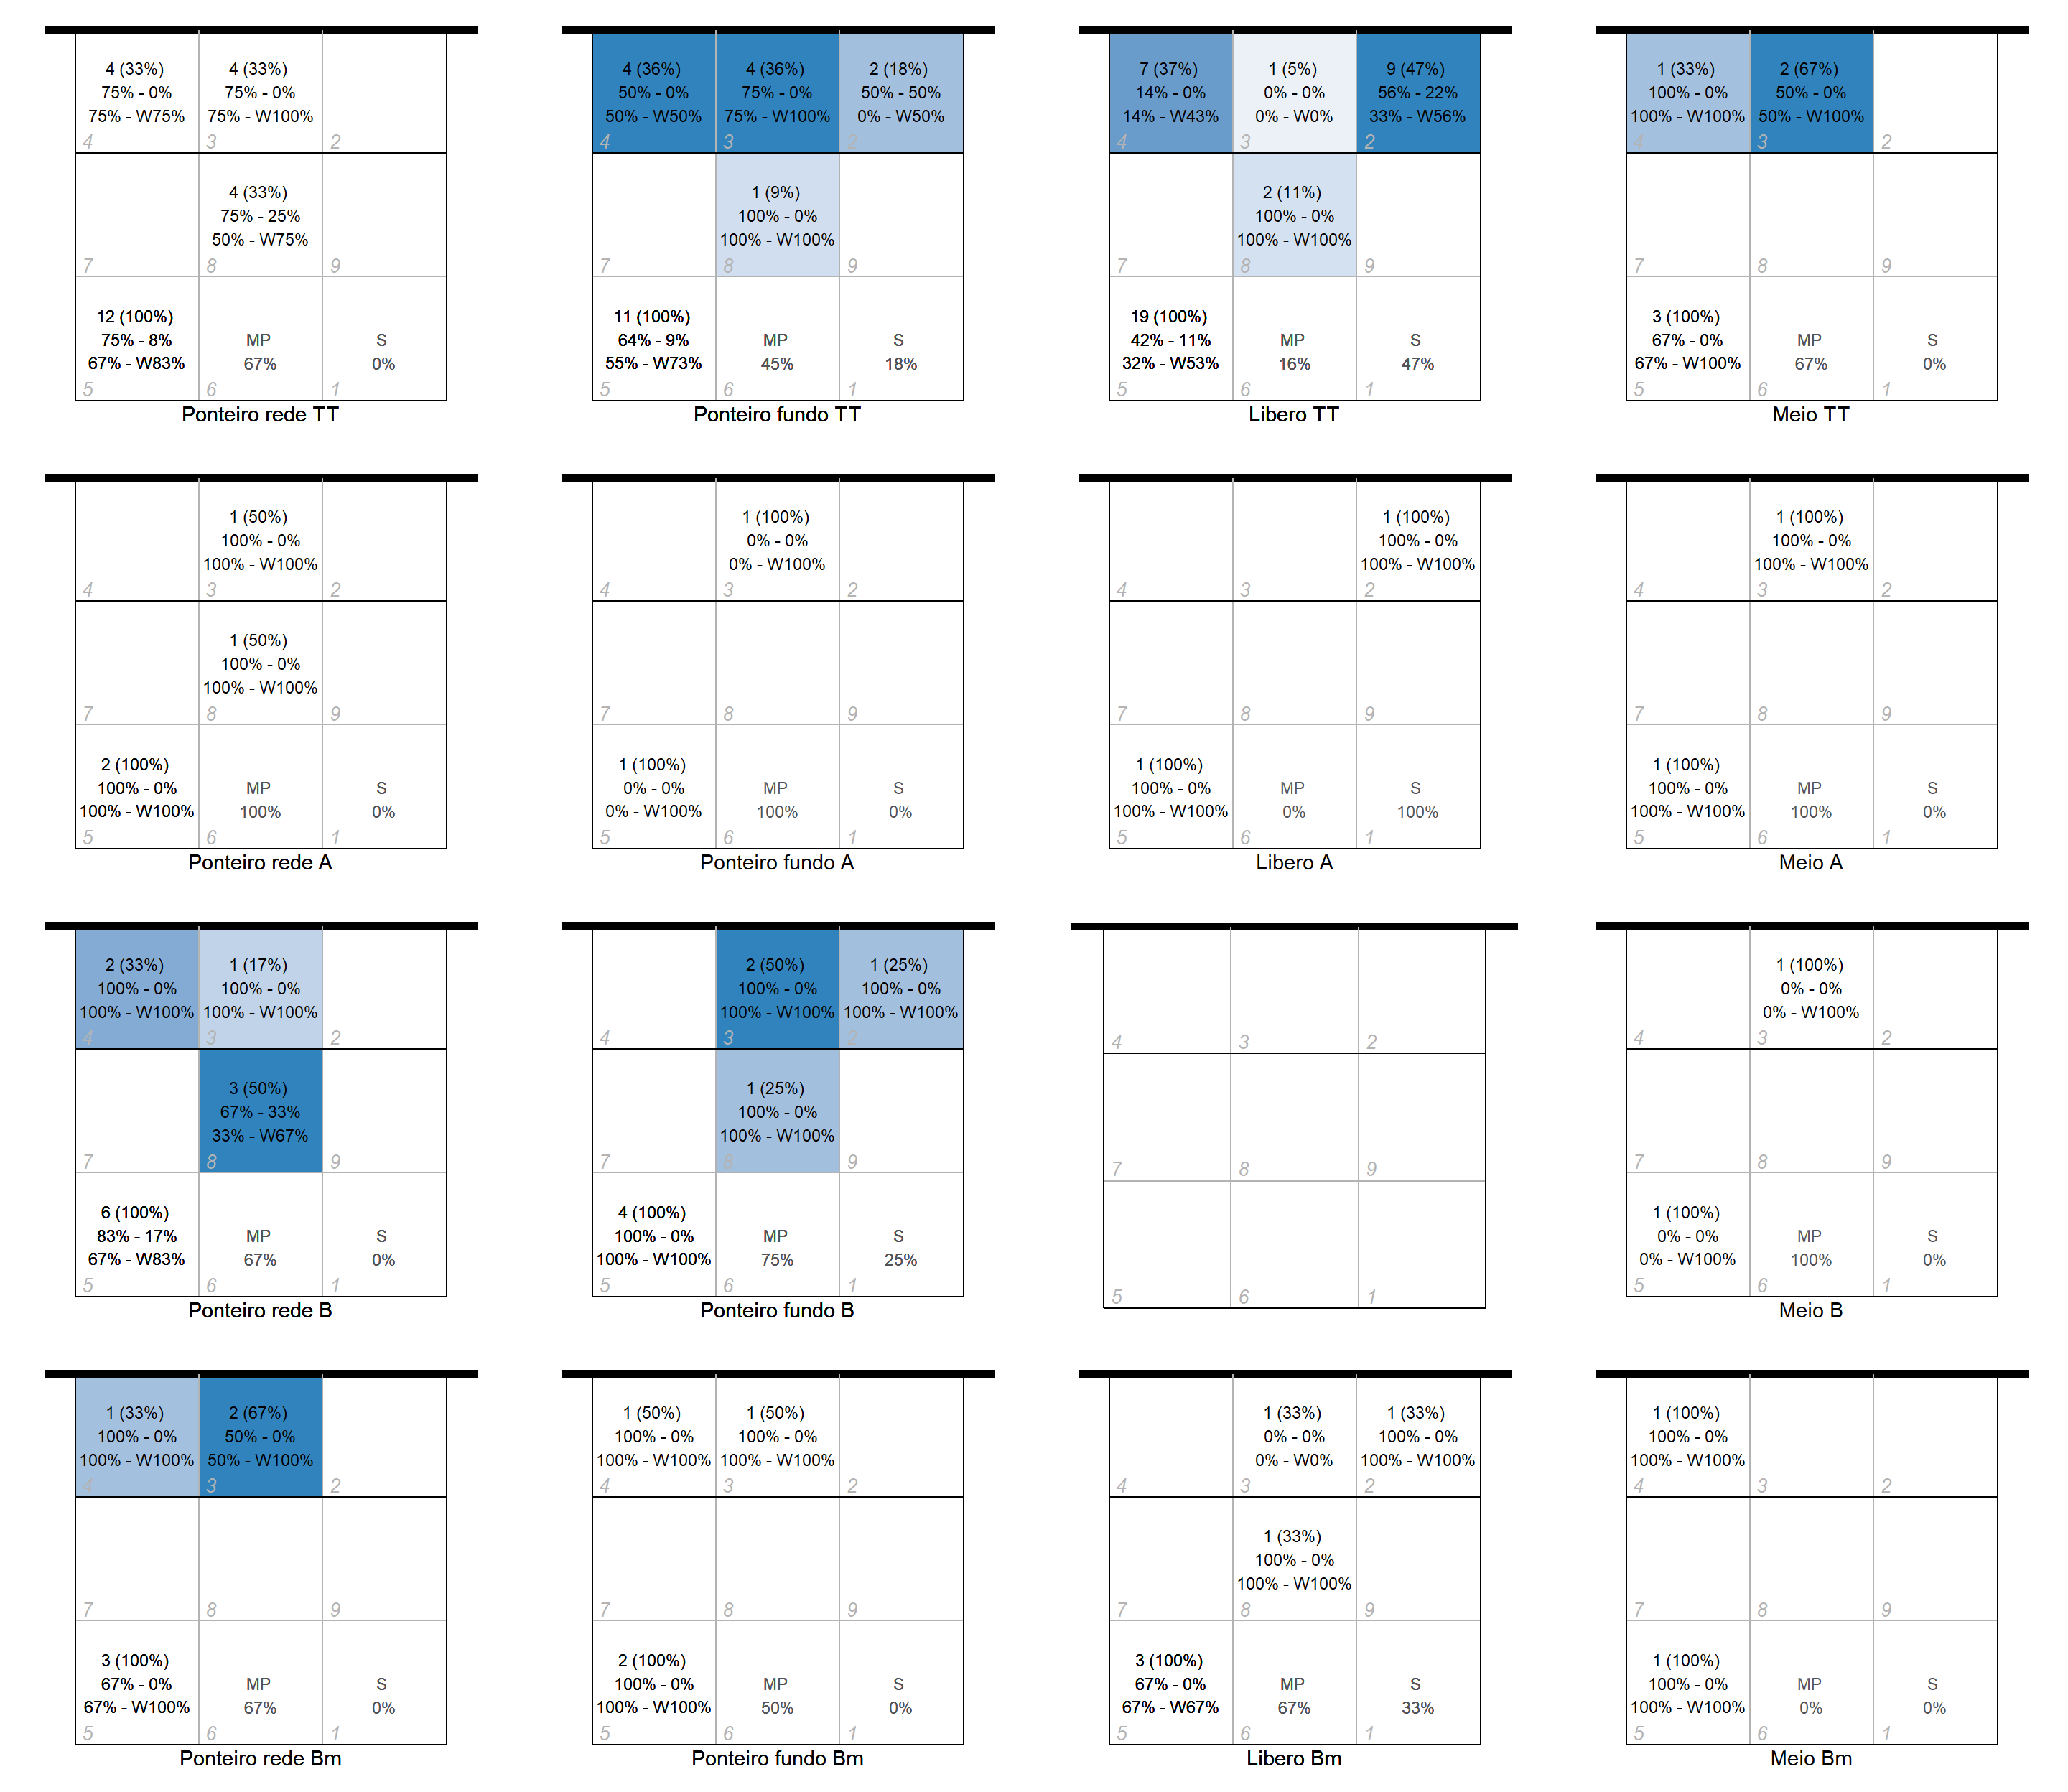 4 (33%)
75% - 0%
75% - W75%
4
4 (33%)
75% - 0%
75% - W100%
3
2
7
4 (33%)
75% - 25%
50% - W75%
8
9
12 (100%)
75% - 8%
67% - W83%
5
MP
67%
6
S
0%
1
Ponteiro rede TT
4 (36%)
50% - 0%
50% - W50%
4
4 (36%)
75% - 0%
75% - W100%
3
2 (18%)
50% - 50%
0% - W50%
2
7
1 (9%)
100% - 0%
100% - W100%
8
9
11 (100%)
64% - 9%
55% - W73%
5
MP
45%
6
S
18%
1
Ponteiro fundo TT
7 (37%)
14% - 0%
14% - W43%
4
1 (5%)
0% - 0%
0% - W0%
3
9 (47%)
56% - 22%
33% - W56%
2
7
2 (11%)
100% - 0%
100% - W100%
8
9
19 (100%)
42% - 11%
32% - W53%
5
MP
16%
6
S
47%
1
Libero TT
1 (33%)
100% - 0%
100% - W100%
4
2 (67%)
50% - 0%
50% - W100%
3
2
7
8
9
3 (100%)
67% - 0%
67% - W100%
5
MP
67%
6
S
0%
1
Meio TT
4
1 (50%)
100% - 0%
100% - W100%
3
2
7
1 (50%)
100% - 0%
100% - W100%
8
9
2 (100%)
100% - 0%
100% - W100%
5
MP
100%
6
S
0%
1
Ponteiro rede A
4
1 (100%)
0% - 0%
0% - W100%
3
2
7
8
9
1 (100%)
0% - 0%
0% - W100%
5
MP
100%
6
S
0%
1
Ponteiro fundo A
4
3
1 (100%)
100% - 0%
100% - W100%
2
7
8
9
1 (100%)
100% - 0%
100% - W100%
5
MP
0%
6
S
100%
1
Libero A
4
1 (100%)
100% - 0%
100% - W100%
3
2
7
8
9
1 (100%)
100% - 0%
100% - W100%
5
MP
100%
6
S
0%
1
Meio A
2 (33%)
100% - 0%
100% - W100%
4
1 (17%)
100% - 0%
100% - W100%
3
2
7
3 (50%)
67% - 33%
33% - W67%
8
9
6 (100%)
83% - 17%
67% - W83%
5
MP
67%
6
S
0%
1
Ponteiro rede B
4
2 (50%)
100% - 0%
100% - W100%
3
1 (25%)
100% - 0%
100% - W100%
2
7
1 (25%)
100% - 0%
100% - W100%
8
9
4 (100%)
100% - 0%
100% - W100%
5
MP
75%
6
S
25%
1
Ponteiro fundo B
4
3
2
7
8
9
5
6
1
4
1 (100%)
0% - 0%
0% - W100%
3
2
7
8
9
1 (100%)
0% - 0%
0% - W100%
5
MP
100%
6
S
0%
1
Meio B
1 (33%)
100% - 0%
100% - W100%
4
2 (67%)
50% - 0%
50% - W100%
3
2
7
8
9
3 (100%)
67% - 0%
67% - W100%
5
MP
67%
6
S
0%
1
Ponteiro rede Bm
1 (50%)
100% - 0%
100% - W100%
4
1 (50%)
100% - 0%
100% - W100%
3
2
7
8
9
2 (100%)
100% - 0%
100% - W100%
5
MP
50%
6
S
0%
1
Ponteiro fundo Bm
4
1 (33%)
0% - 0%
0% - W0%
3
1 (33%)
100% - 0%
100% - W100%
2
7
1 (33%)
100% - 0%
100% - W100%
8
9
3 (100%)
67% - 0%
67% - W67%
5
MP
67%
6
S
33%
1
Libero Bm
1 (100%)
100% - 0%
100% - W100%
4
3
2
7
8
9
1 (100%)
100% - 0%
100% - W100%
5
MP
0%
6
S
0%
1
Meio Bm